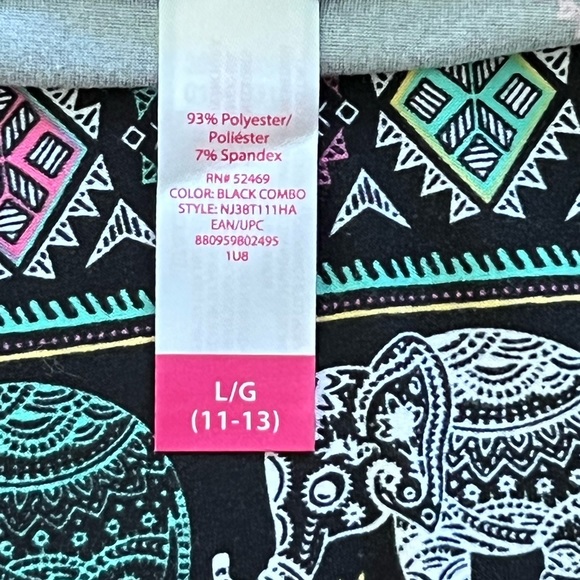 93% Polyester/
Poliéster
7% Spandex
RN# 52469
COLOR: BLACK COMBO
STYLE: NJ38T111HA
EAN/UPC
880959802495
1U8
L/G
(11-13)